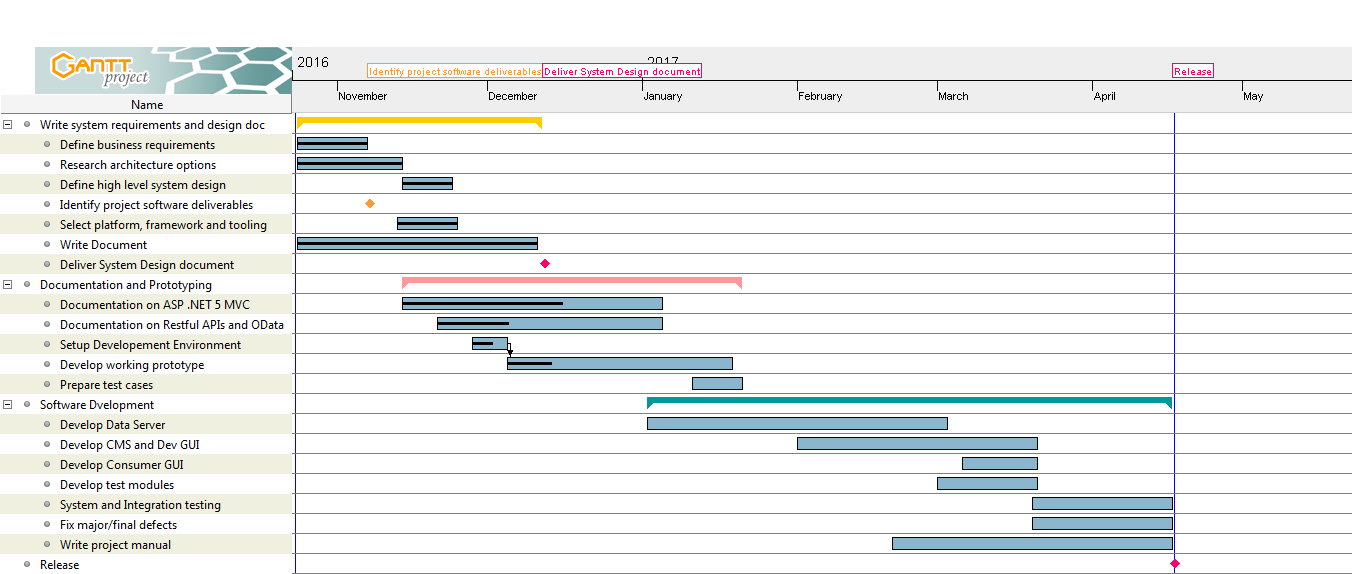 GANTT
project
2016
2017
Identify project software deliverables
Deliver System Design document
Release
Name
November
December
January
February
March
April
May
Write system requirements and design doc
Define business requirements
Research architecture options
Define high level system design
Identify project software deliverables
Select platform, framework and tooling
Write Document
Deliver System Design document
Documentation and Prototyping
Documentation on ASP .NET 5 MVC
Documentation on Restful APIs and OData
Setup Developement Environment
Develop working prototype
Prepare test cases
Software Dvelopment
Develop Data Server
Develop CMS and Dev GUI
Develop Consumer GUI
Develop test modules
System and Integration testing
Fix major/final defects
Write project manual
Release